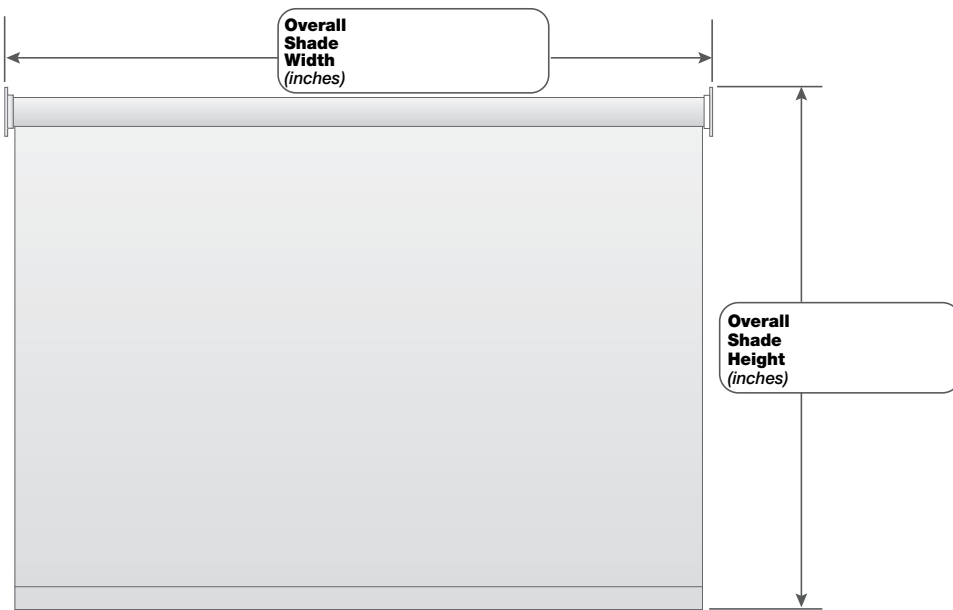 Overall
Shade
Width
(inches)
Overall
Shade
Height
(inches)